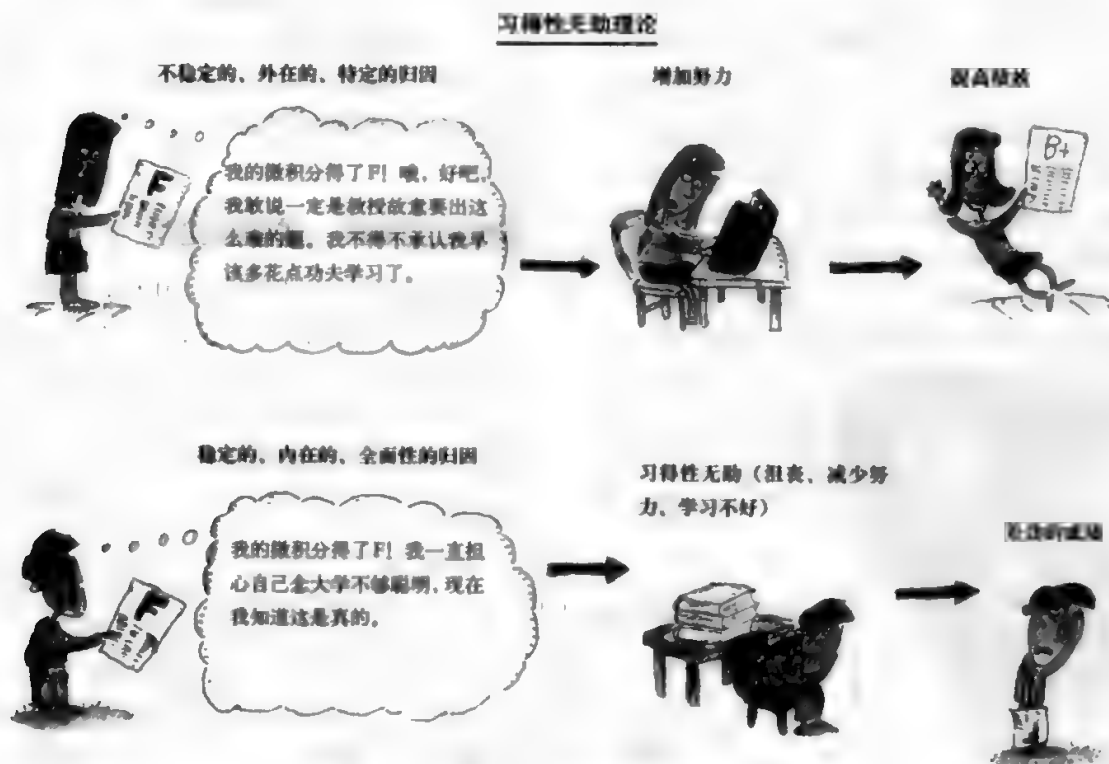 习得性无助理论
不稳定的、外在的、特定的归因
增加努力
提高成绩
B+
F
我的微积分得了F! 哦，好吧，
我敢说一定是教授故意要出这
么难的题。我不得不承认我早
该多花点功夫学习了。
稳定的、内在的、全面性的归因
习得性无助（沮丧、减少努
力、学习不好）
F
我的微积分得了F! 我一直担
心自己念大学不够聪明，现在
我知道这是真的。